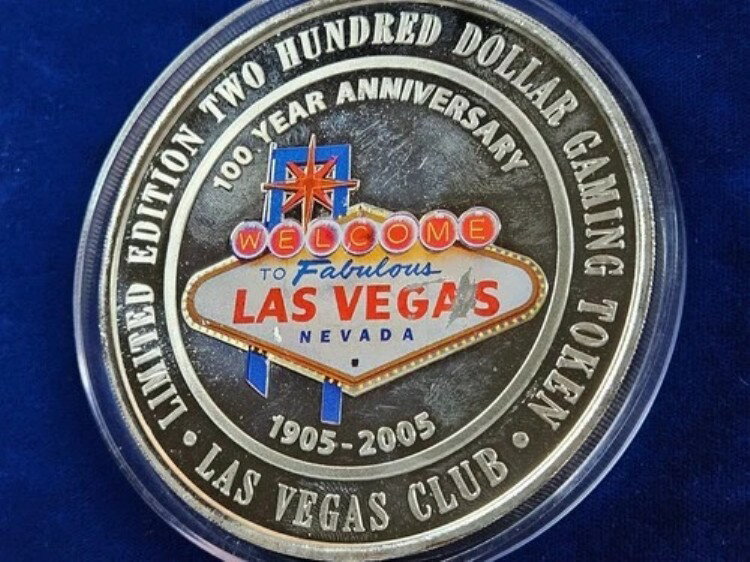 LIMITED EDITION TWO HUNDRED DOLLAR GAMING TOKEN
100 YEAR ANNIVERSARY
WELCOME
TO Fabulous
LAS VEGAS
NEVADA
1905-2005
• LAS VEGAS CLUB •